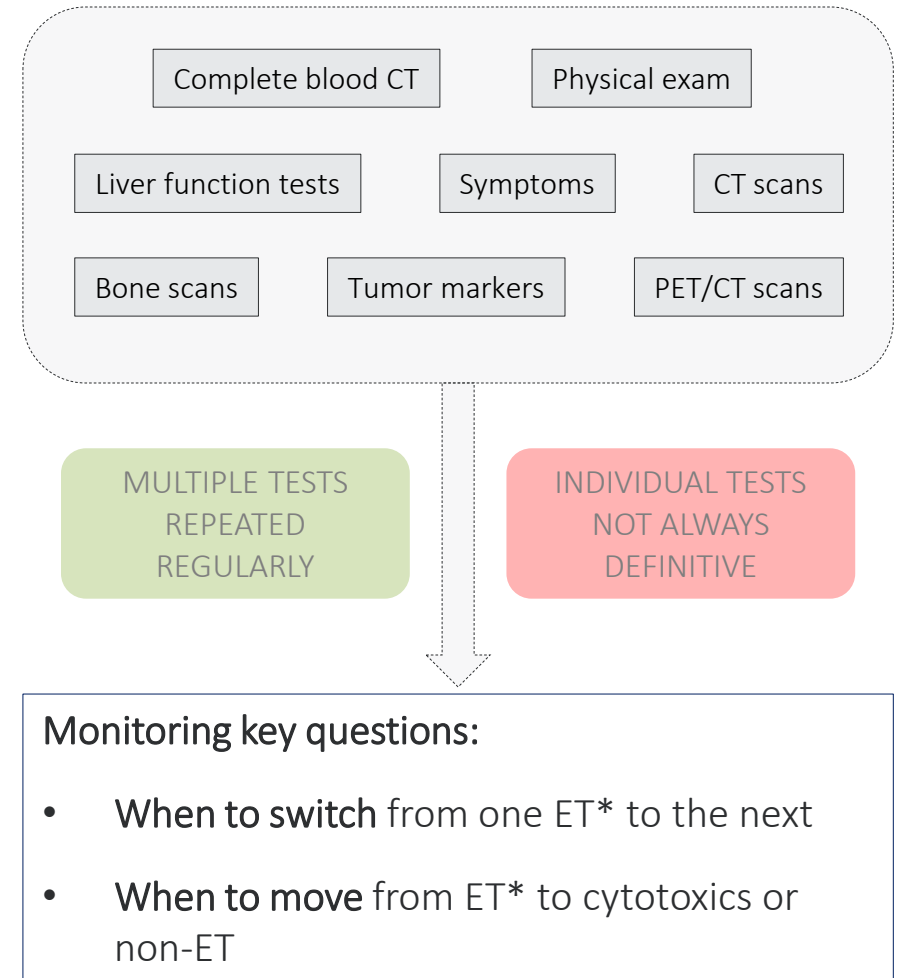 Complete blood CT
Physical exam
Liver function tests
Symptoms
CT scans
Bone scans
Tumor markers
PET/CT scans
MULTIPLE TESTS
REPEATED
REGULARLY
INDIVIDUAL TESTS
NOT ALWAYS
DEFINITIVE
Monitoring key questions:
• When to switch from one ET* to the next
• When to move from ET* to cytotoxics or
non-ET